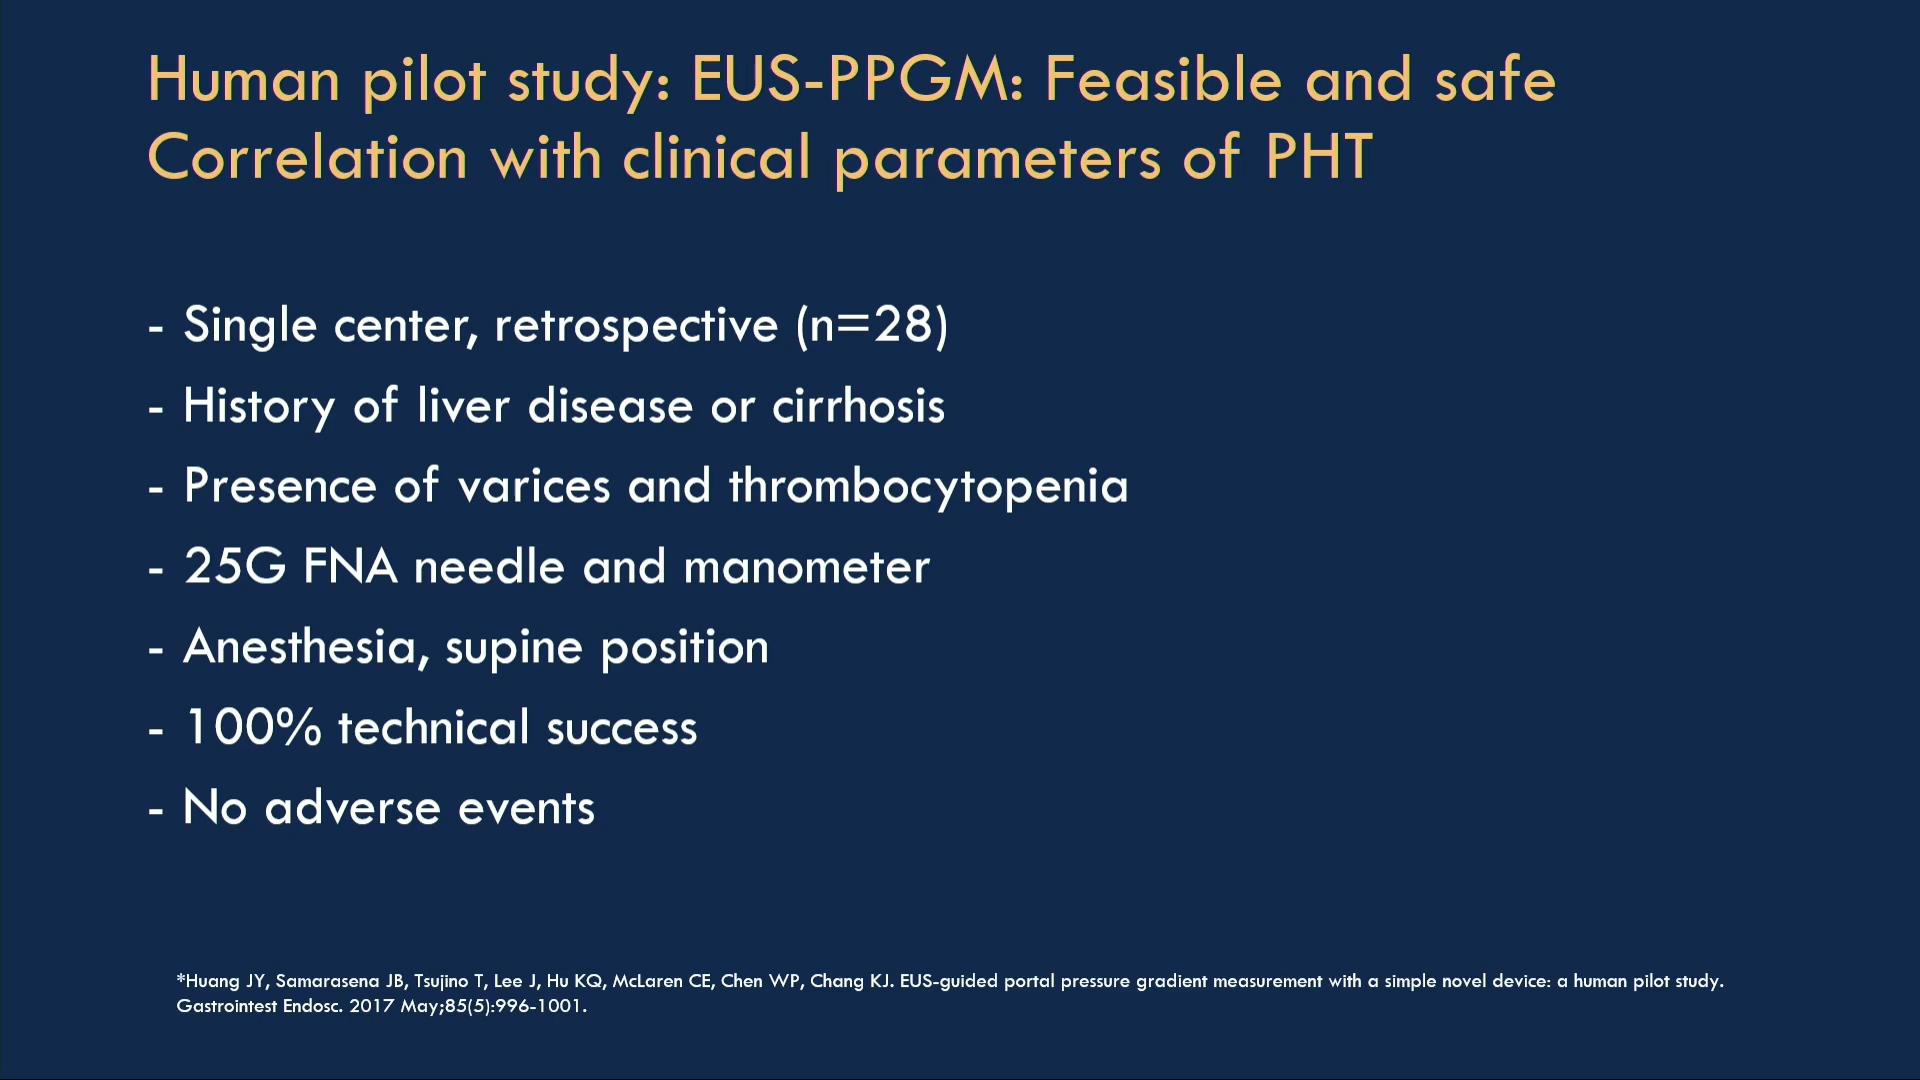 Human pilot study: EUS-PPGM: Feasible and safe
Correlation with clinical parameters of PHT
- Single center, retrospective (n=28)
- History of liver disease or cirrhosis
- Presence of varices and thrombocytopenia
- 25G FNA needle and manometer
- Anesthesia, supine position
- 100% technical success
- No adverse events
*Huang JY, Samarasena JB, Tsujino T, Lee J, Hu KQ, McLaren CE, Chen WP, Chang KJ. EUS-guided portal pressure gradient measurement with a simple novel device: a human pilot study.
Gastrointest Endosc. 2017 May;85(5):996-1001.